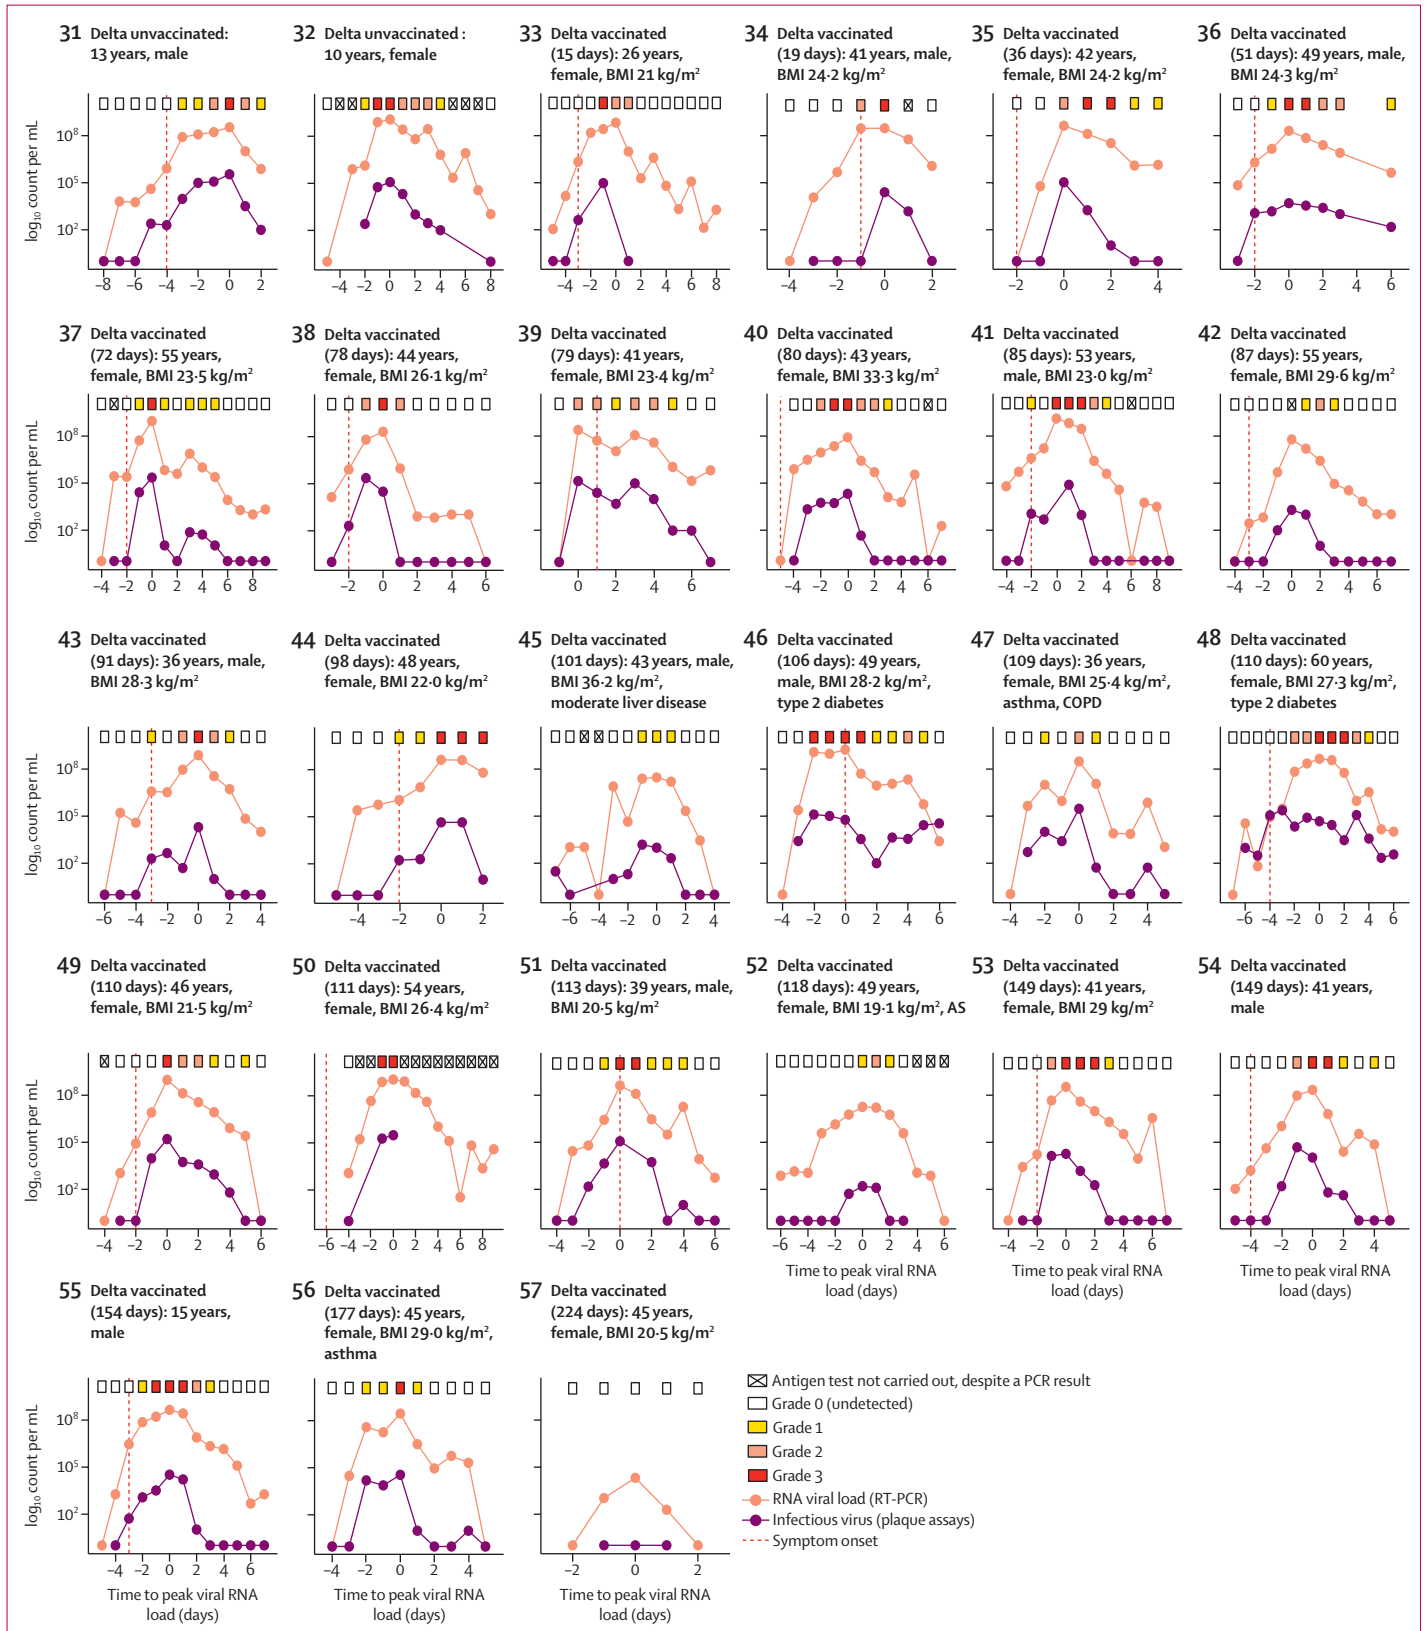 31 Delta unvaccinated:
13 years, male
32 Delta unvaccinated :
10 years, female
33 Delta vaccinated
(15 days): 26 years,
female, BMI 21 kg/m²
34 Delta vaccinated
(19 days): 41 years, male,
BMI 24·2 kg/m²
35 Delta vaccinated
(36 days): 42 years,
female, BMI 24·2 kg/m²
36 Delta vaccinated
(51 days): 49 years, male,
BMI 24·3 kg/m²
log₁₀ count per mL
10⁸
10⁵
10²
−8 −6 −4 −2 0 2
−4 −2 0 2 4 6 8
−4 −2 0 2 4 6 8
−4 −2 0 2
−2 0 2 4
−2 0 2 4 6
37 Delta vaccinated
(72 days): 55 years,
female, BMI 23·5 kg/m²
38 Delta vaccinated
(78 days): 44 years,
female, BMI 26·1 kg/m²
39 Delta vaccinated
(79 days): 41 years,
female, BMI 23·4 kg/m²
40 Delta vaccinated
(80 days): 43 years,
female, BMI 33·3 kg/m²
41 Delta vaccinated
(85 days): 53 years,
male, BMI 23·0 kg/m²
42 Delta vaccinated
(87 days): 55 years,
female, BMI 29·6 kg/m²
log₁₀ count per mL
10⁸
10⁵
10²
−4 −2 0 2 4 6 8
−2 0 2 4 6
0 2 4 6
−4 −2 0 2 4 6
−4 −2 0 2 4 6 8
−4 −2 0 2 4 6
43 Delta vaccinated
(91 days): 36 years, male,
BMI 28·3 kg/m²
44 Delta vaccinated
(98 days): 48 years,
female, BMI 22·0 kg/m²
45 Delta vaccinated
(101 days): 43 years, male,
BMI 36·2 kg/m²,
moderate liver disease
46 Delta vaccinated
(106 days): 49 years,
male, BMI 28·2 kg/m²,
type 2 diabetes
47 Delta vaccinated
(109 days): 36 years,
female, BMI 25·4 kg/m²,
asthma, COPD
48 Delta vaccinated
(110 days): 60 years,
female, BMI 27·3 kg/m²,
type 2 diabetes
log₁₀ count per mL
10⁸
10⁵
10²
−6 −4 −2 0 2 4
−4 −2 0 2
−6 −4 −2 0 2 4
−4 −2 0 2 4 6
−4 −2 0 2 4
−6 −4 −2 0 2 4 6
49 Delta vaccinated
(110 days): 46 years,
female, BMI 21·5 kg/m²
50 Delta vaccinated
(111 days): 54 years,
female, BMI 26·4 kg/m²
51 Delta vaccinated
(113 days): 39 years, male,
BMI 20·5 kg/m²
52 Delta vaccinated
(118 days): 49 years,
female, BMI 19·1 kg/m², AS
53 Delta vaccinated
(149 days): 41 years,
female, BMI 29 kg/m²
54 Delta vaccinated
(149 days): 41 years,
male
log₁₀ count per mL
10⁸
10⁵
10²
−4 −2 0 2 4 6
−6 −4 −2 0 2 4 6 8
−4 −2 0 2 4 6
−6 −4 −2 0 2 4 6
−4 −2 0 2 4 6
−4 −2 0 2 4
Time to peak viral RNA
load (days)
Time to peak viral RNA
load (days)
Time to peak viral RNA
load (days)
55 Delta vaccinated
(154 days): 15 years,
male
56 Delta vaccinated
(177 days): 45 years,
female, BMI 29·0 kg/m²,
asthma
57 Delta vaccinated
(224 days): 45 years,
female, BMI 20·5 kg/m²
log₁₀ count per mL
10⁸
10⁵
10²
−4 −2 0 2 4 6
−4 −2 0 2 4
−2 0 2
Time to peak viral RNA
load (days)
Time to peak viral RNA
load (days)
Time to peak viral RNA
load (days)
Antigen test not carried out, despite a PCR result
Grade 0 (undetected)
Grade 1
Grade 2
Grade 3
RNA viral load (RT-PCR)
Infectious virus (plaque assays)
Symptom onset